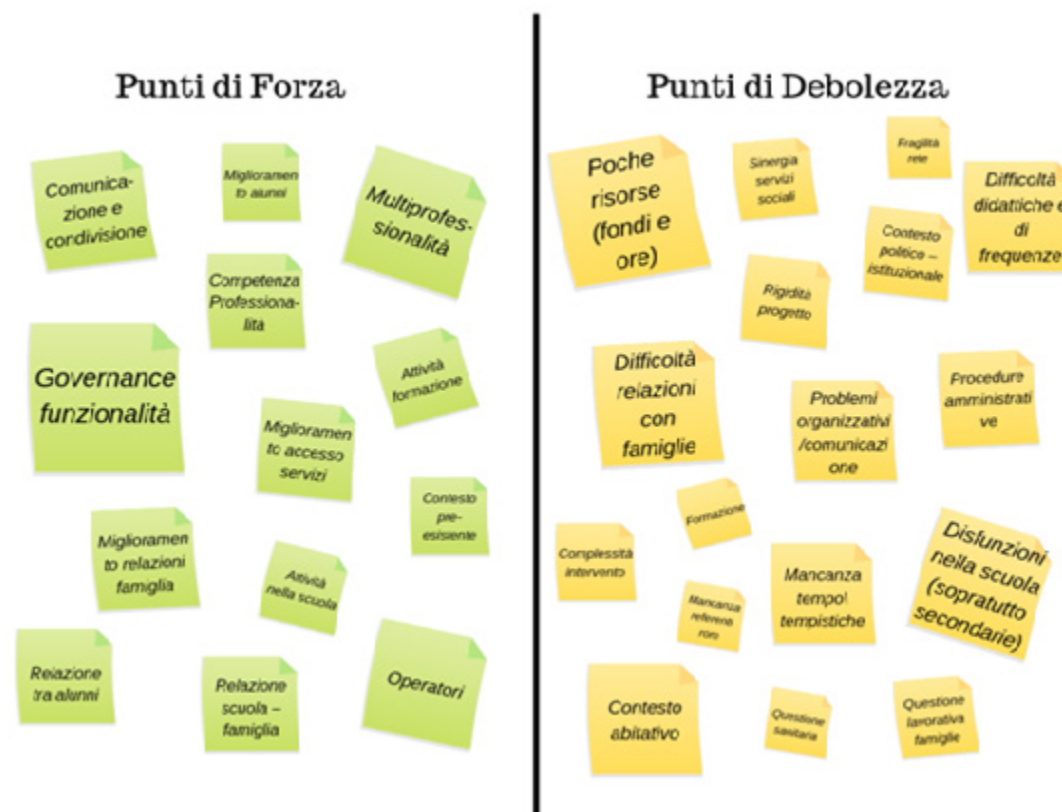 Punti di Forza
Comunica-
zione e
condivisione
Miglioramen
to alunni
Multiprofes-
sionalità
Competenza
Professiona-
lità
Governance
funzionalità
Attività
formazione
Miglioramen
to accesso
servizi
Contesto
pre-
esistente
Miglioramen
to relazioni
famiglia
Attività
nella scuola
Relazione
tra alunni
Relazione
scuola –
famiglia
Operatori
Punti di Debolezza
Poche
risorse
(fondi e
ore)
Sinergia
servizi
sociali
Fragilità
rete
Difficoltà
didattiche e
di
frequenze
Contesto
politico –
istituzionale
Rigidità
progetto
Difficoltà
relazioni
con
famiglie
Problemi
organizzativi
/comunicazi
one
Procedure
amministrati
ve
Formazione
Complessità
intervento
Mancanza
referenti
rom
Mancanza
tempo/
tempistiche
Disfunzioni
nella scuola
(sopratutto
secondarie)
Contesto
abitativo
Questione
sanitaria
Questione
lavorativa
famiglie